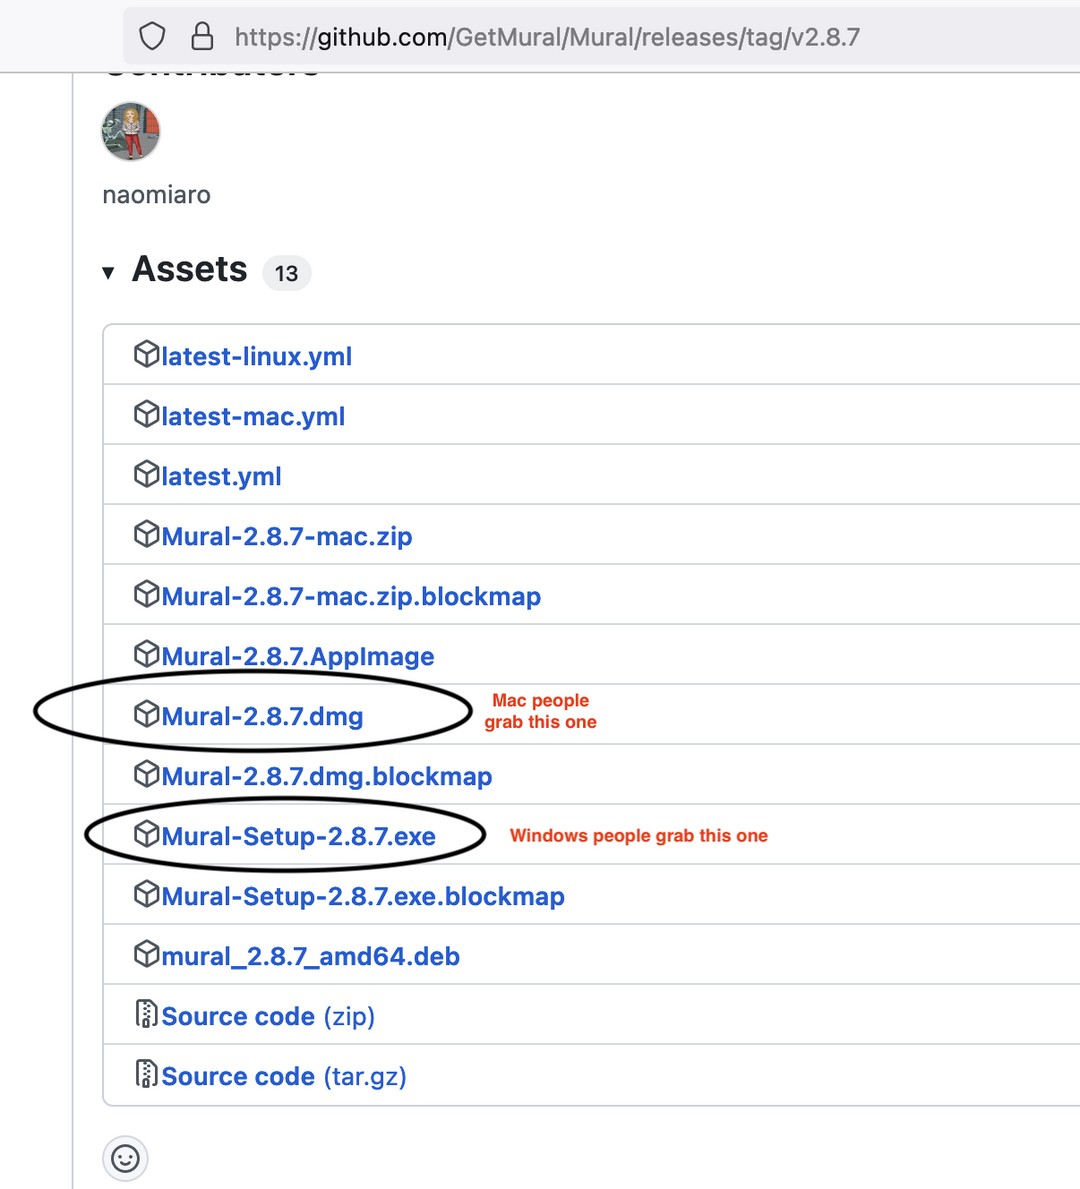 https://github.com/GetMural/Mural/releases/tag/v2.8.7
Contributors
naomiaro
Assets 13
latest-linux.yml
latest-mac.yml
latest.yml
Mural-2.8.7-mac.zip
Mural-2.8.7-mac.zip.blockmap
Mural-2.8.7.AppImage
Mural-2.8.7.dmg
Mac people
grab this one
Mural-2.8.7.dmg.blockmap
Mural-Setup-2.8.7.exe
Windows people grab this one
Mural-Setup-2.8.7.exe.blockmap
mural_2.8.7_amd64.deb
Source code (zip)
Source code (tar.gz)